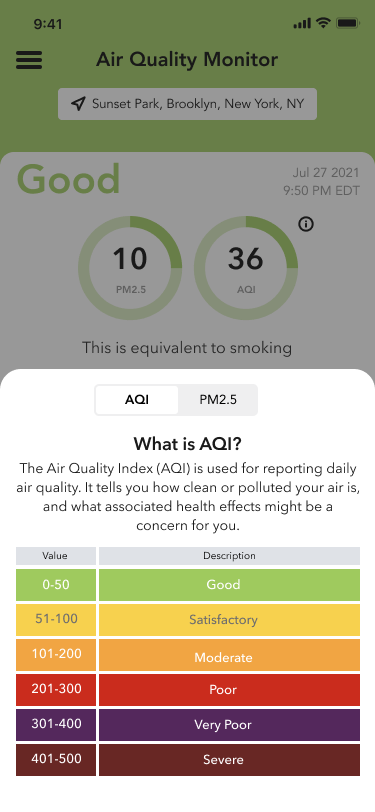 9:41
Air Quality Monitor
Sunset Park, Brooklyn, New York, NY
Good
Jul 27 2021
9:50 PM EDT
10
PM2.5
36
AQI
This is equivalent to smoking
AQI
PM2.5
What is AQI?
The Air Quality Index (AQI) is used for reporting daily
air quality. It tells you how clean or polluted your air is,
and what associated health effects might be a
concern for you.
Value Description
0-50 Good
51-100 Satisfactory
101-200 Moderate
201-300 Poor
301-400 Very Poor
401-500 Severe